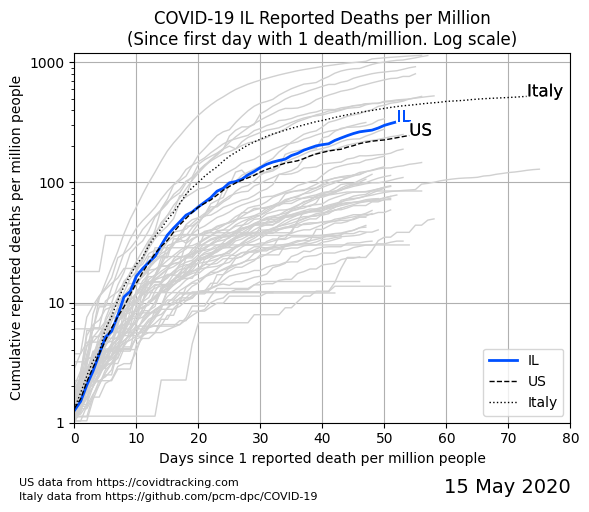 COVID-19 IL Reported Deaths per Million
(Since first day with 1 death/million. Log scale)
Cumulative reported deaths per million people
1000
100
10
1
Italy
IL
US
IL
US
Italy
0 10 20 30 40 50 60 70 80
Days since 1 reported death per million people
US data from https://covidtracking.com
Italy data from https://github.com/pcm-dpc/COVID-19
15 May 2020